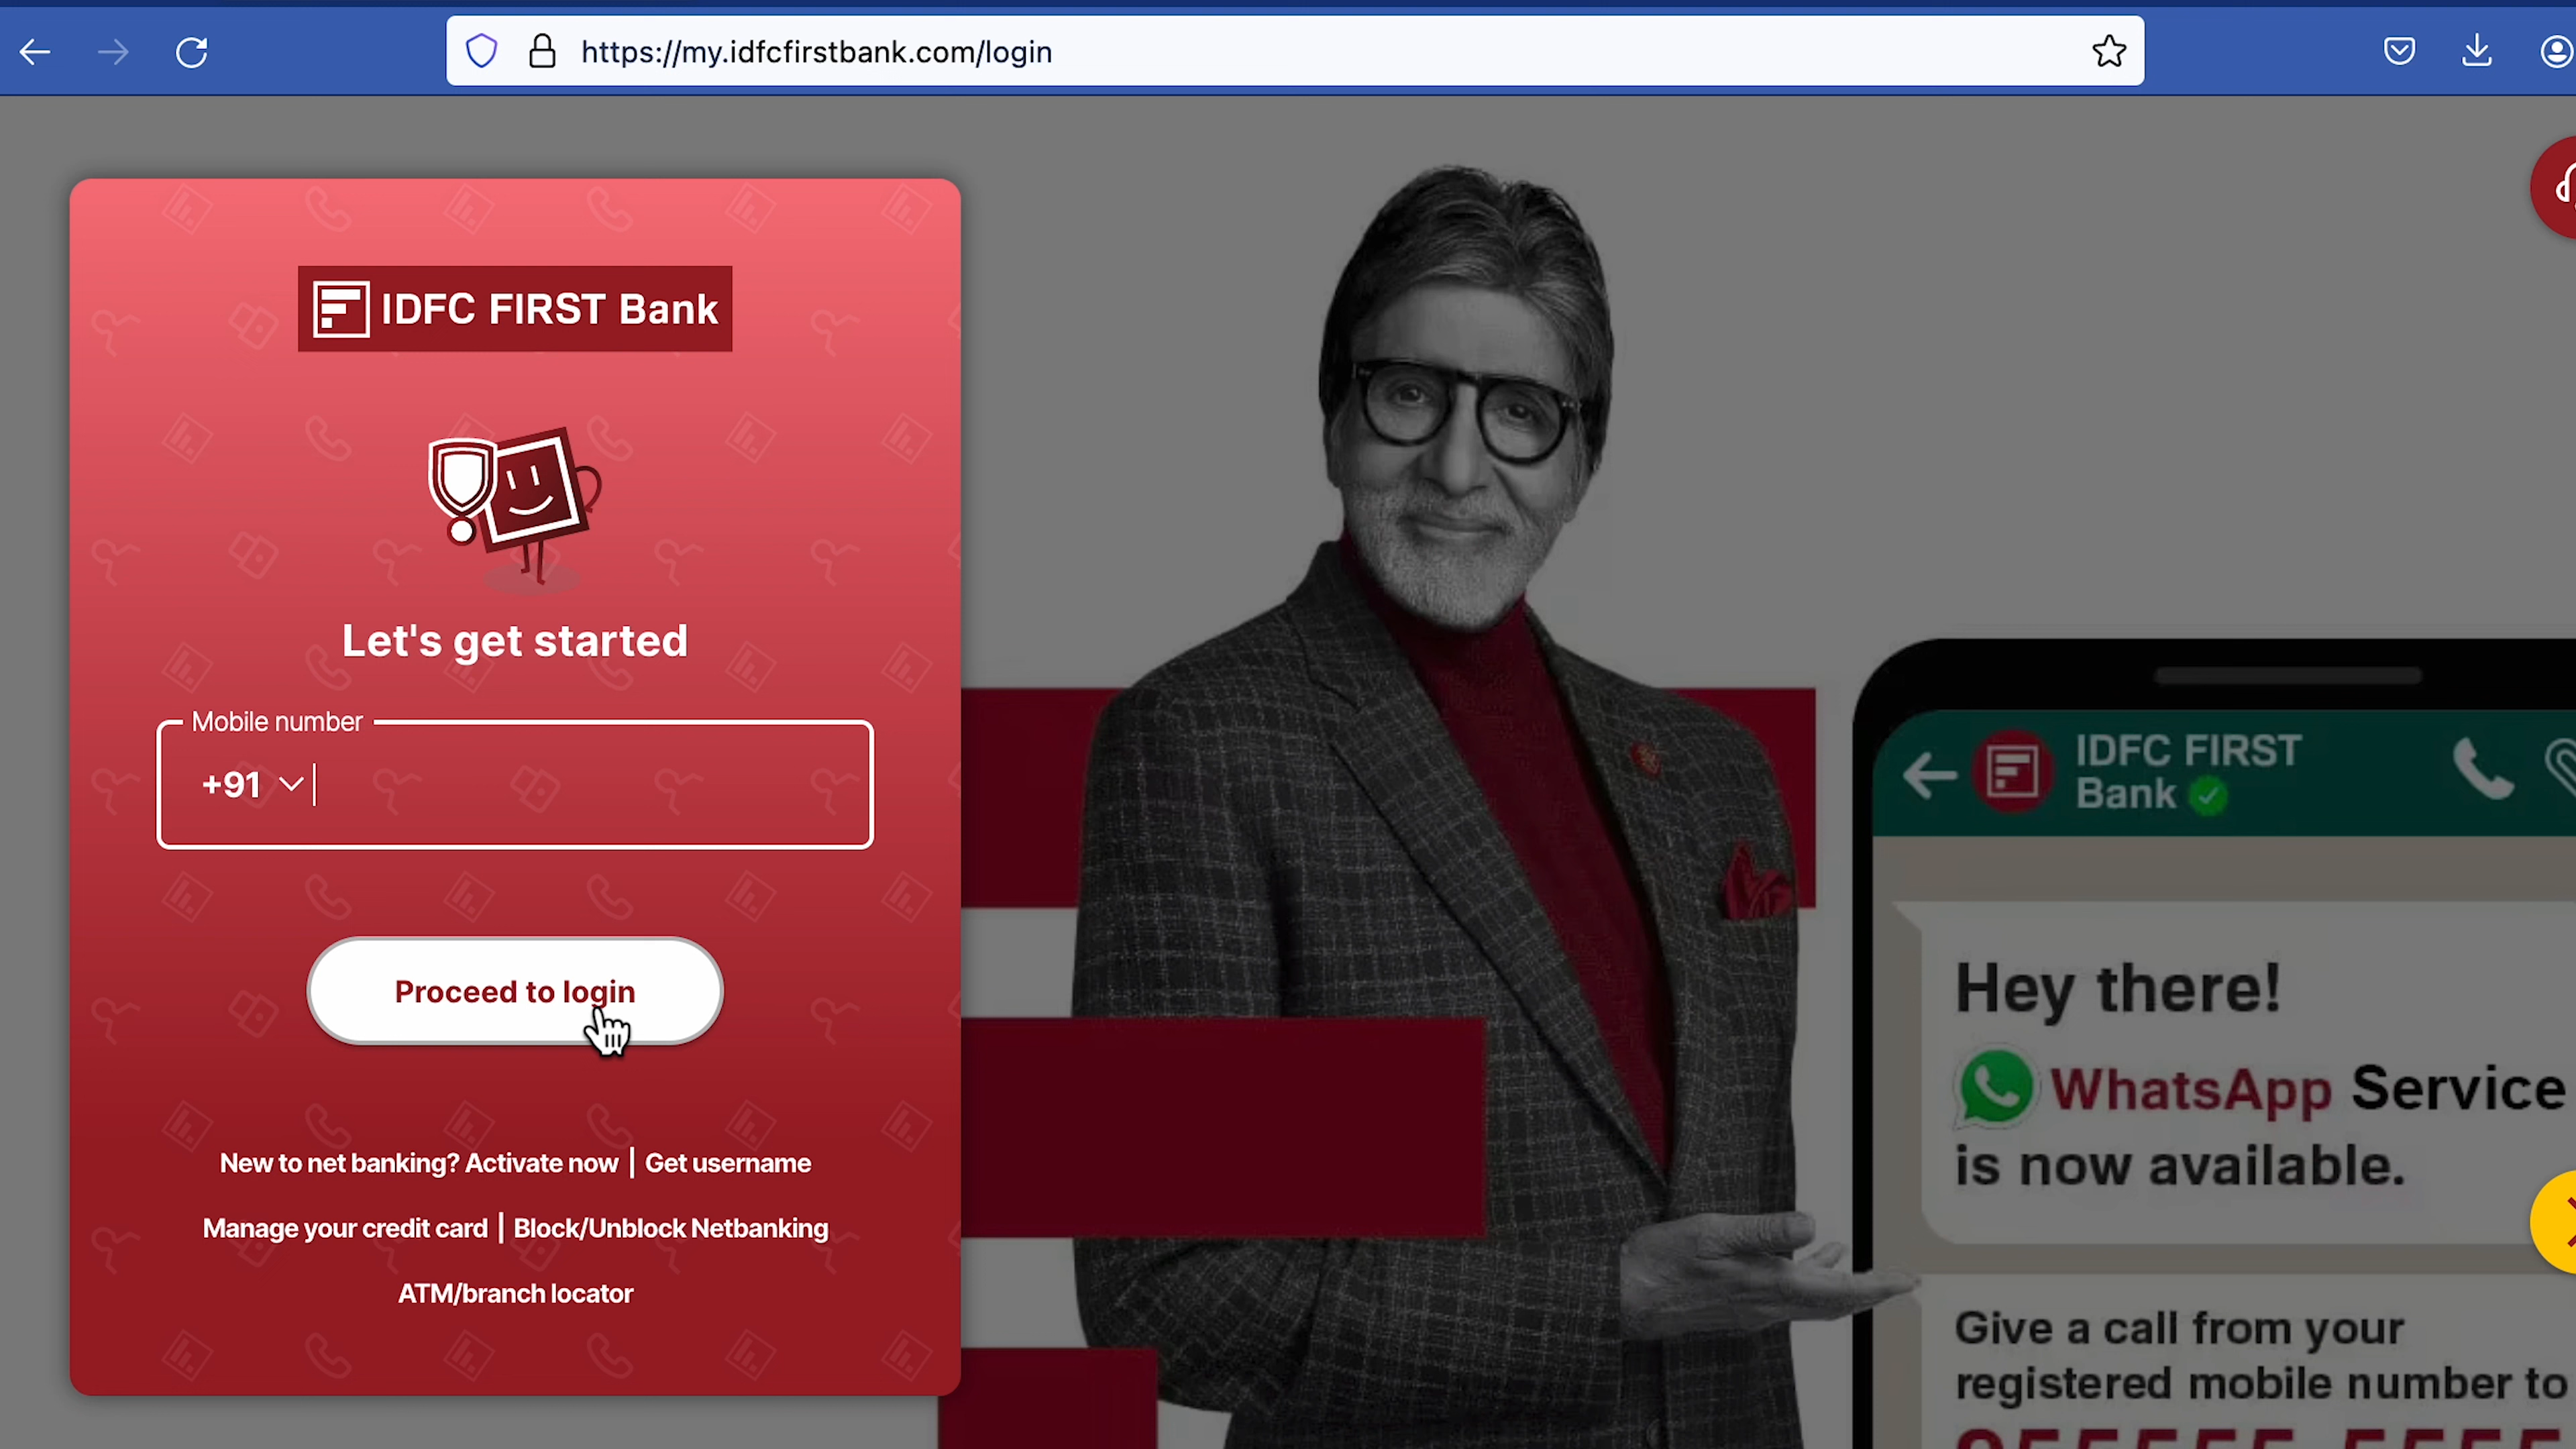 https://my.idfcfirstbank.com/login
IDFC FIRST Bank
Let's get started
Mobile number
+91
Proceed to login
New to net banking? Activate now | Get username
Manage your credit card | Block/Unblock Netbanking
ATM/branch locator
IDFC FIRST
Bank
Hey there!
WhatsApp Service
is now available.
Give a call from your
registered mobile number to